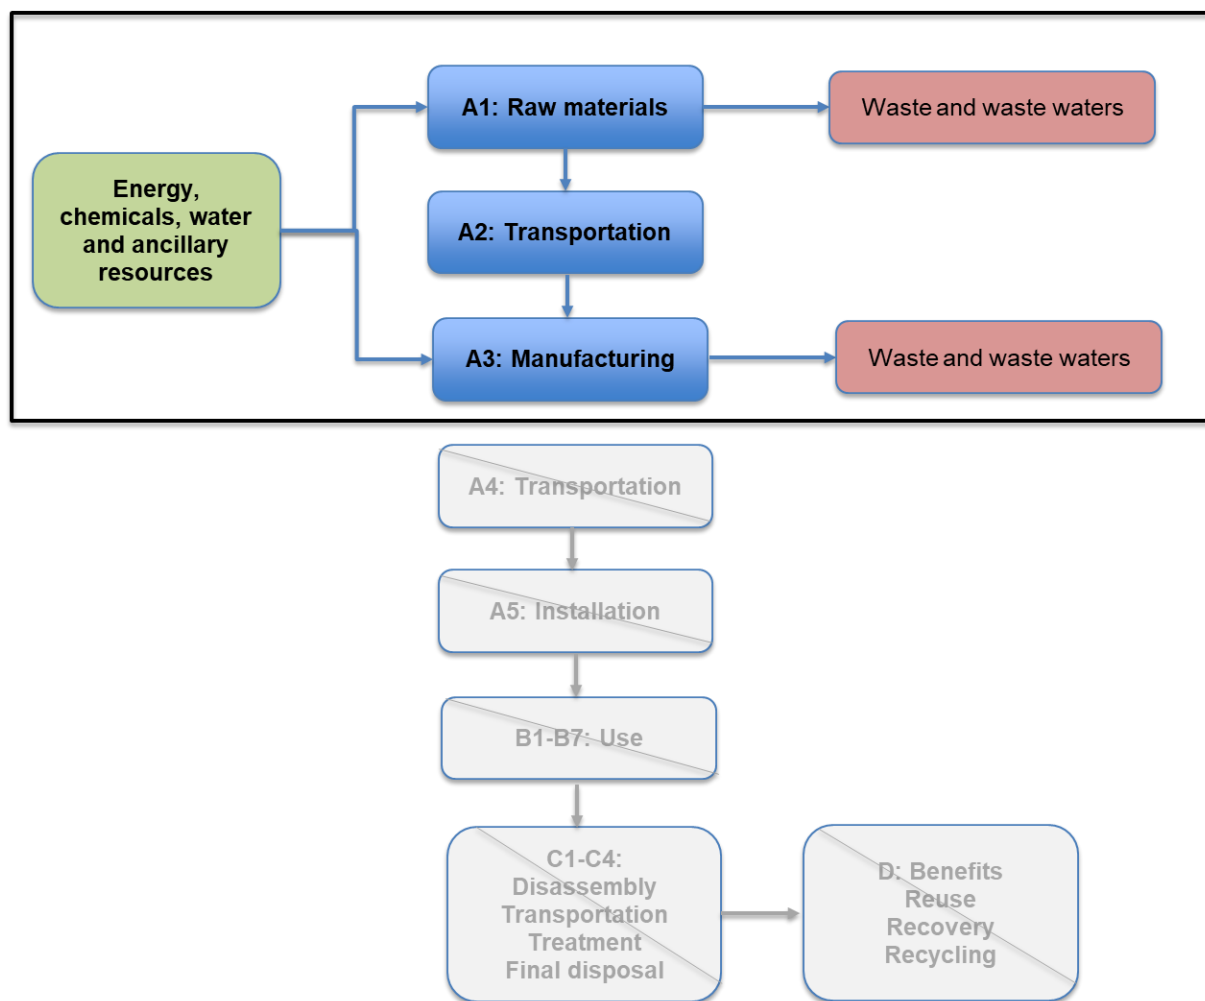 A1: Raw materials
Waste and waste waters
Energy,
chemicals, water
and ancillary
resources
A2: Transportation
A3: Manufacturing
Waste and waste waters
A4: Transportation
A5: Installation
B1-B7: Use
C1-C4:
Disassembly
Transportation
Treatment
Final disposal
D: Benefits
Reuse
Recovery
Recycling